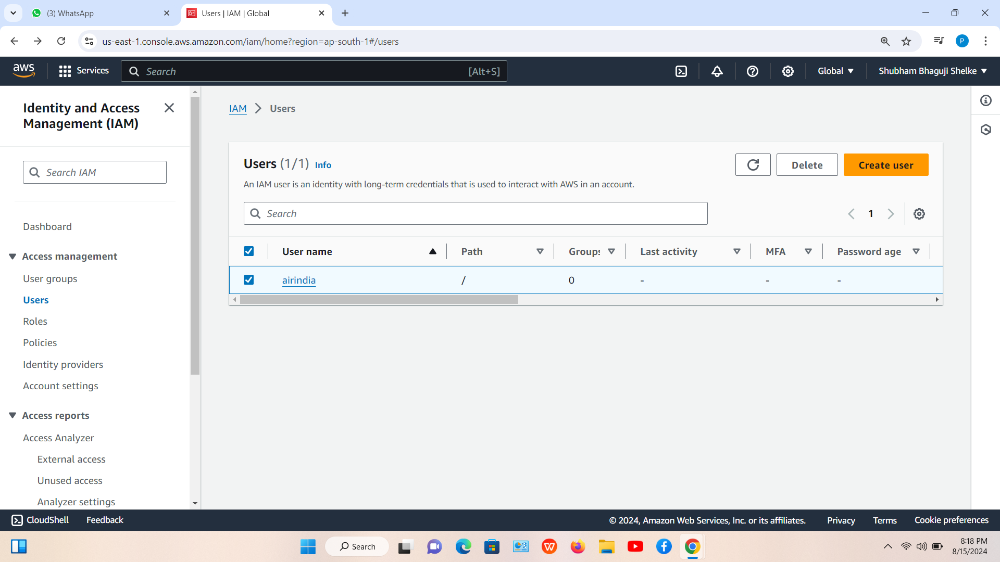 (3) WhatsApp
Users | IAM | Global
us-east-1.console.aws.amazon.com/iam/home?region=ap-south-1#/users
P
aws
Services
Search
[Alt+S]
Global
Shubham Bhaguji Shelke
Identity and Access
Management (IAM)
Search IAM
Dashboard
Access management
User groups
Users
Roles
Policies
Identity providers
Account settings
Access reports
Access Analyzer
External access
Unused access
Analyzer settings
IAM > Users
Users (1/1) Info
Delete
Create user
An IAM user is an identity with long-term credentials that is used to interact with AWS in an account.
Search
1
User name Path Groups Last activity MFA Password age
airindia / 0 - - -
CloudShell
Feedback
© 2024, Amazon Web Services, Inc. or its affiliates.
Privacy
Terms
Cookie preferences
Search
8:18 PM
8/15/2024